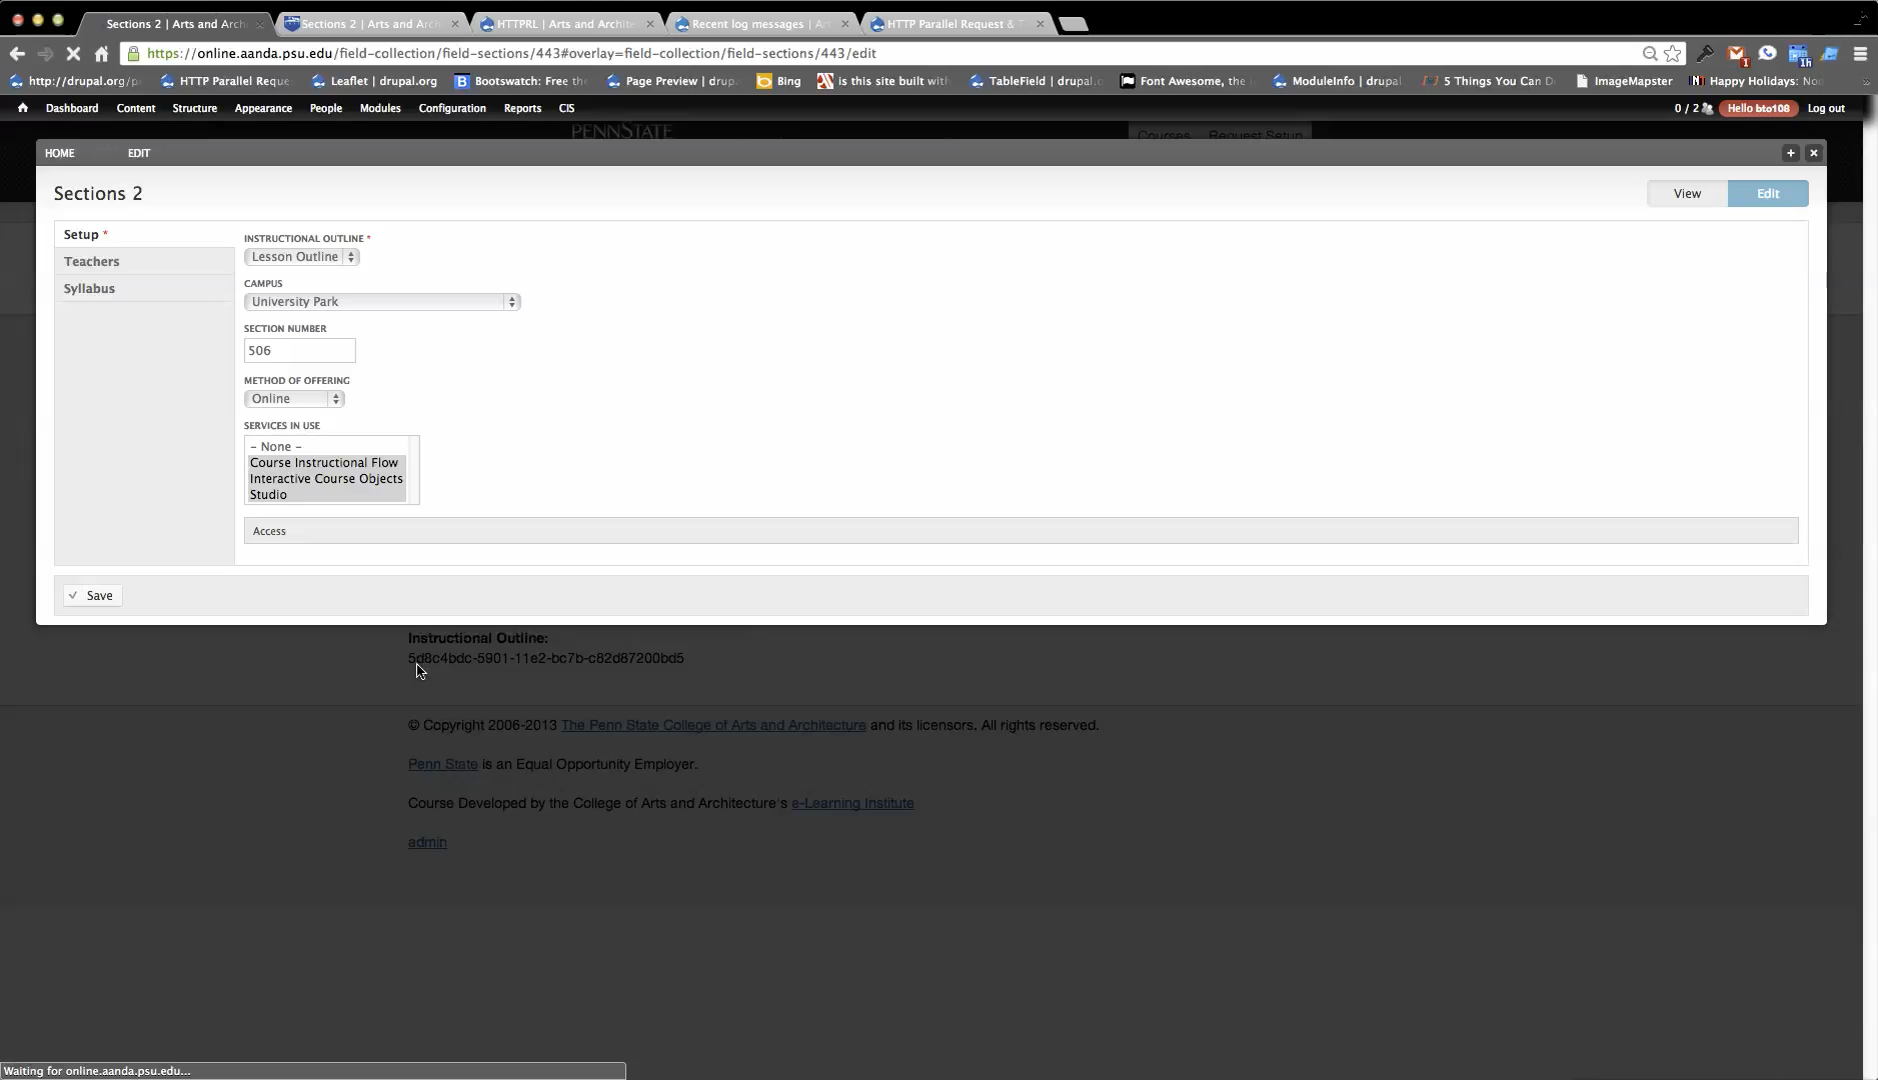 Sections 2 | Arts and Arch
Sections 2 | Arts and Arch
HTTPRL | Arts and Archite
Recent log messages | A
HTTP Parallel Request & T
https://online.aanda.psu.edu/field-collection/field-sections/443#overlay=field-collection/field-sections/443/edit
http://drupal.org/p
HTTP Parallel Reque
Leaflet | drupal.org
Bootswatch: Free the
Page Preview | drup
Bing
is this site built with
TableField | drupal.o
Font Awesome, the i
ModuleInfo | drupal
5 Things You Can D
ImageMapster
Happy Holidays: No
Dashboard Content Structure Appearance People Modules Configuration Reports CIS
0 / 2 Hello bto108 Log out
PENNSTATE
Courses Request Setup
HOME EDIT
Sections 2
View Edit
Setup *
Teachers
Syllabus
INSTRUCTIONAL OUTLINE *
Lesson Outline
CAMPUS
University Park
SECTION NUMBER
506
METHOD OF OFFERING
Online
SERVICES IN USE
- None -
Course Instructional Flow
Interactive Course Objects
Studio
Access
Save
Instructional Outline:
5d8c4bdc-5901-11e2-bc7b-c82d87200bd5
© Copyright 2006-2013 The Penn State College of Arts and Architecture and its licensors. All rights reserved.
Penn State is an Equal Opportunity Employer.
Course Developed by the College of Arts and Architecture's e-Learning Institute
admin
Waiting for online.aanda.psu.edu...